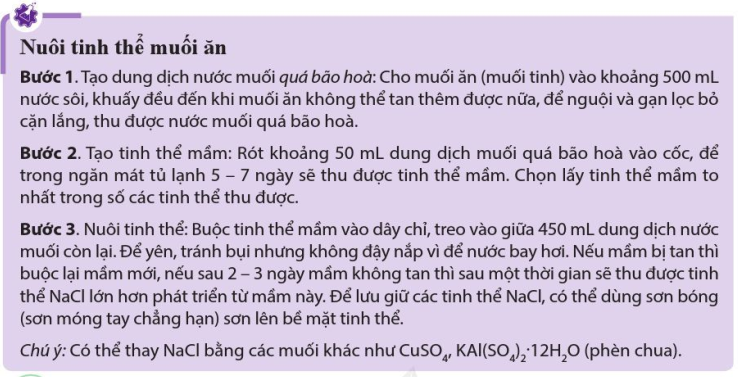 Nuôi tinh thể muối ăn
Bước 1. Tạo dung dịch nước muối quá bão hoà: Cho muối ăn (muối tinh) vào khoảng 500 mL
nước sôi, khuấy đều đến khi muối ăn không thể tan thêm được nữa, để nguội và gạn lọc bỏ
cặn lắng, thu được nước muối quá bão hoà.
Bước 2. Tạo tinh thể mầm: Rót khoảng 50 mL dung dịch muối quá bão hoà vào cốc, để
trong ngăn mát tủ lạnh 5 – 7 ngày sẽ thu được tinh thể mầm. Chọn lấy tinh thể mầm to
nhất trong số các tinh thể thu được.
Bước 3. Nuôi tinh thể: Buộc tinh thể mầm vào dây chỉ, treo vào giữa 450 mL dung dịch nước
muối còn lại. Để yên, tránh bụi nhưng không đậy nắp vì để nước bay hơi. Nếu mầm bị tan thì
buộc lại mầm mới, nếu sau 2 – 3 ngày mầm không tan thì sau một thời gian sẽ thu được tinh
thể NaCl lớn hơn phát triển từ mầm này. Để lưu giữ các tinh thể NaCl, có thể dùng sơn bóng
(sơn móng tay chẳng hạn) sơn lên bề mặt tinh thể.
Chú ý: Có thể thay NaCl bằng các muối khác như CuSO₄, KAl(SO₄)₂·12H₂O (phèn chua).